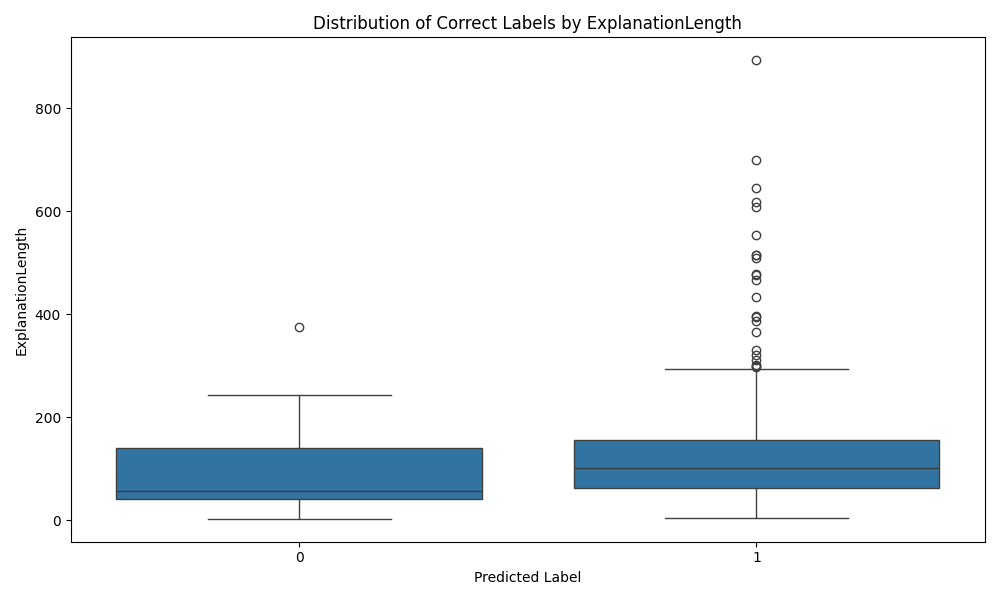 Distribution of Correct Labels by ExplanationLength
ExplanationLength
800
600
400
200
0
0 1
Predicted Label